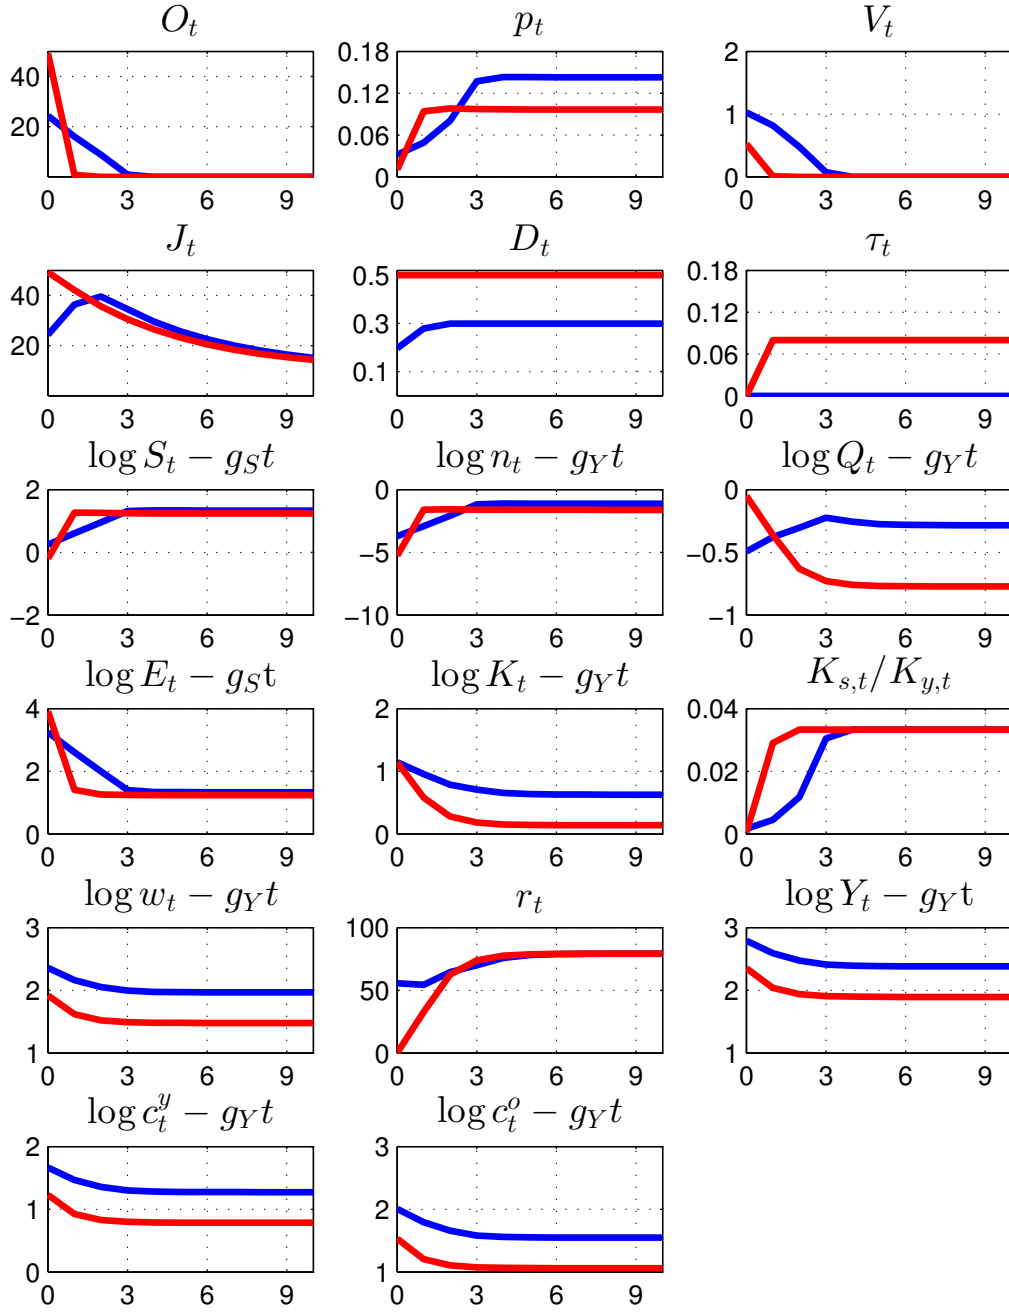 O_t p_t V_t
40 20 0 3 6 9
0.18 0.12 0.06 0 0 3 6 9
2 1 0 0 3 6 9
J_t D_t τ_t
40 20 0 3 6 9
0.5 0.3 0.1 0 3 6 9
0.18 0.12 0.06 0 0 3 6 9
log S_t − g_S t log n_t − g_Y t log Q_t − g_Y t
2 0 −2 0 3 6 9
0 −5 −10 0 3 6 9
0 −0.5 −1 0 3 6 9
log E_t − g_S t log K_t − g_Y t K_{s,t}/K_{y,t}
4 2 0 0 3 6 9
2 1 0 0 3 6 9
0.04 0.02 0 0 3 6 9
log w_t − g_Y t r_t log Y_t − g_Y t
3 2 1 0 3 6 9
100 50 0 0 3 6 9
3 2 1 0 3 6 9
log c_t^y − g_Y t log c_t^o − g_Y t
2 1 0 0 3 6 9
3 2 1 0 3 6 9